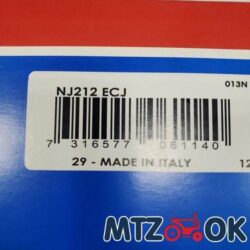 013N
NJ212 ECJ
7 316577 061140
29 - MADE IN ITALY 12
MTZ OK